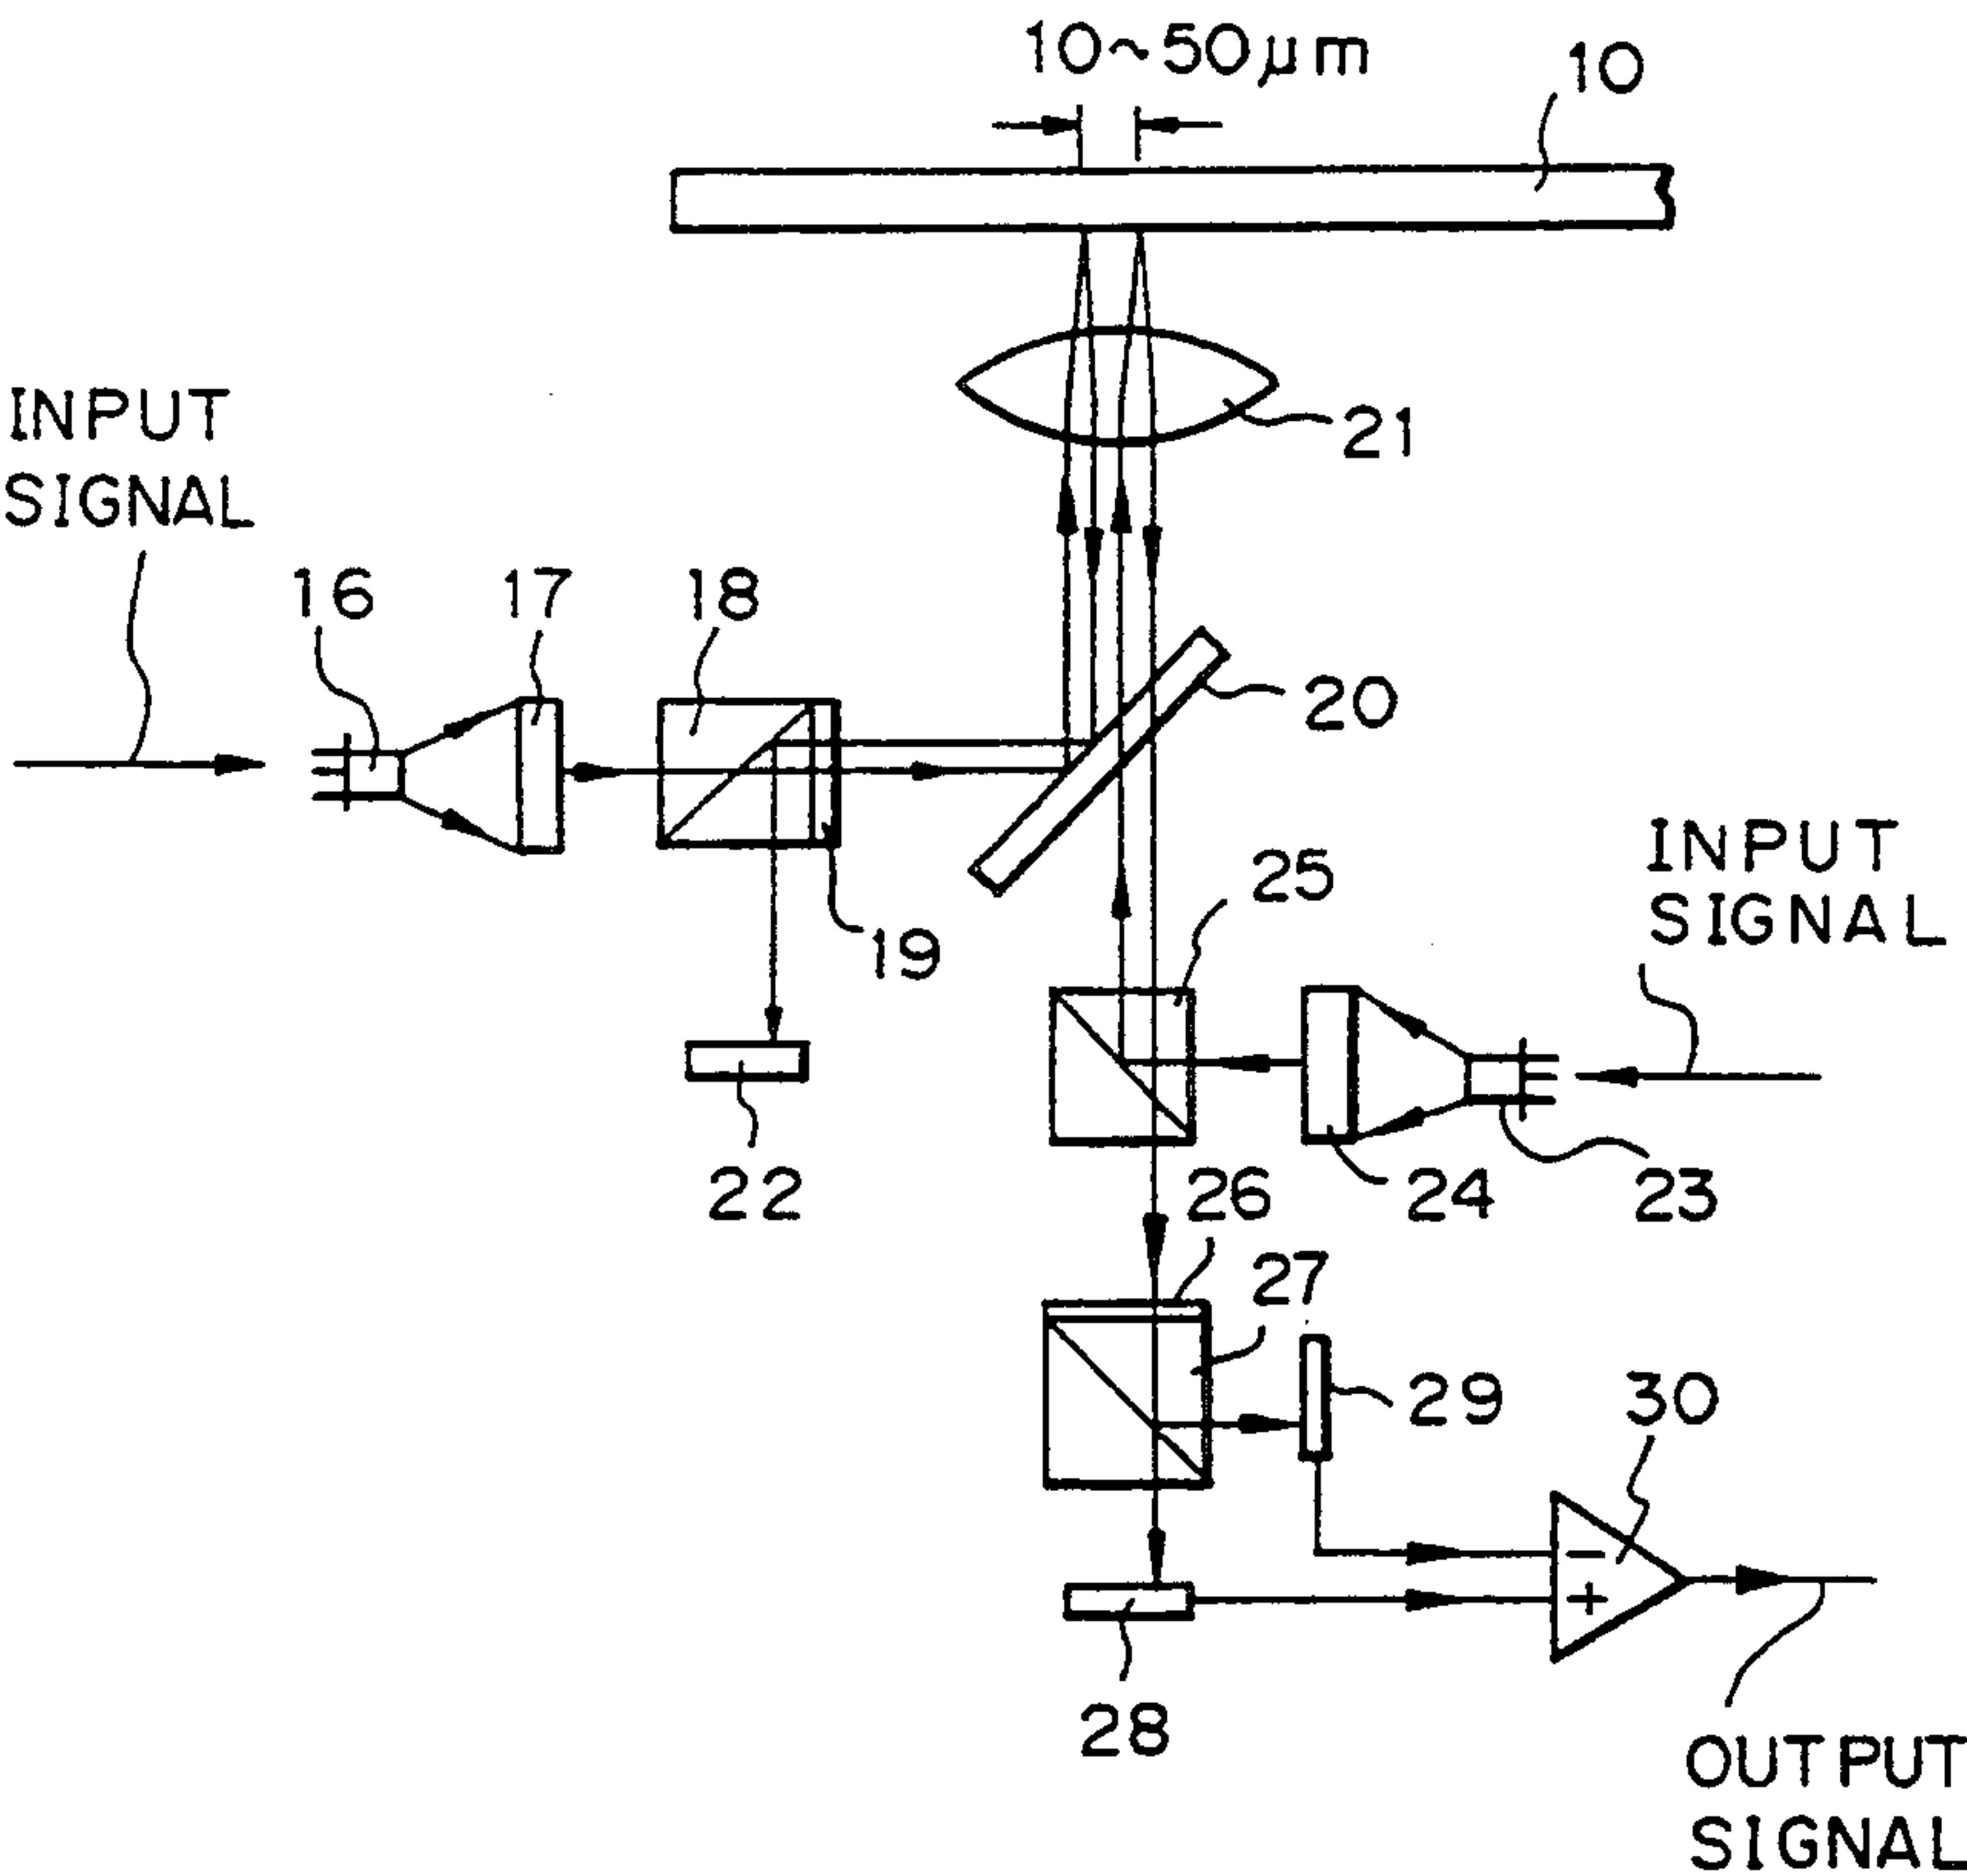 10~50μm
10
21
INPUT
SIGNAL
16
17
18
20
INPUT
SIGNAL
25
19
22
26
24
23
27
29
30
−
+
28
OUTPUT
SIGNAL